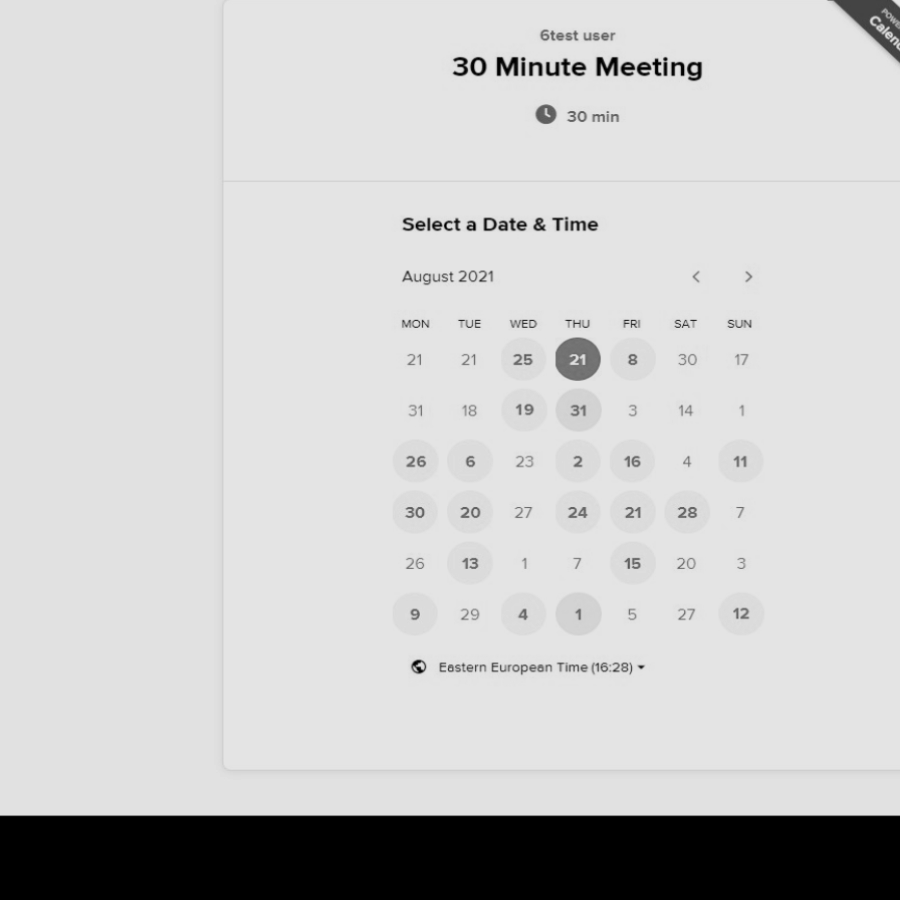 6test user
30 Minute Meeting
30 min
Select a Date & Time
August 2021
MON TUE WED THU FRI SAT SUN
21 21 25 21 8 30 17
31 18 19 31 3 14 1
26 6 23 2 16 4 11
30 20 27 24 21 28 7
26 13 1 7 15 20 3
9 29 4 1 5 27 12
Eastern European Time (16:28)